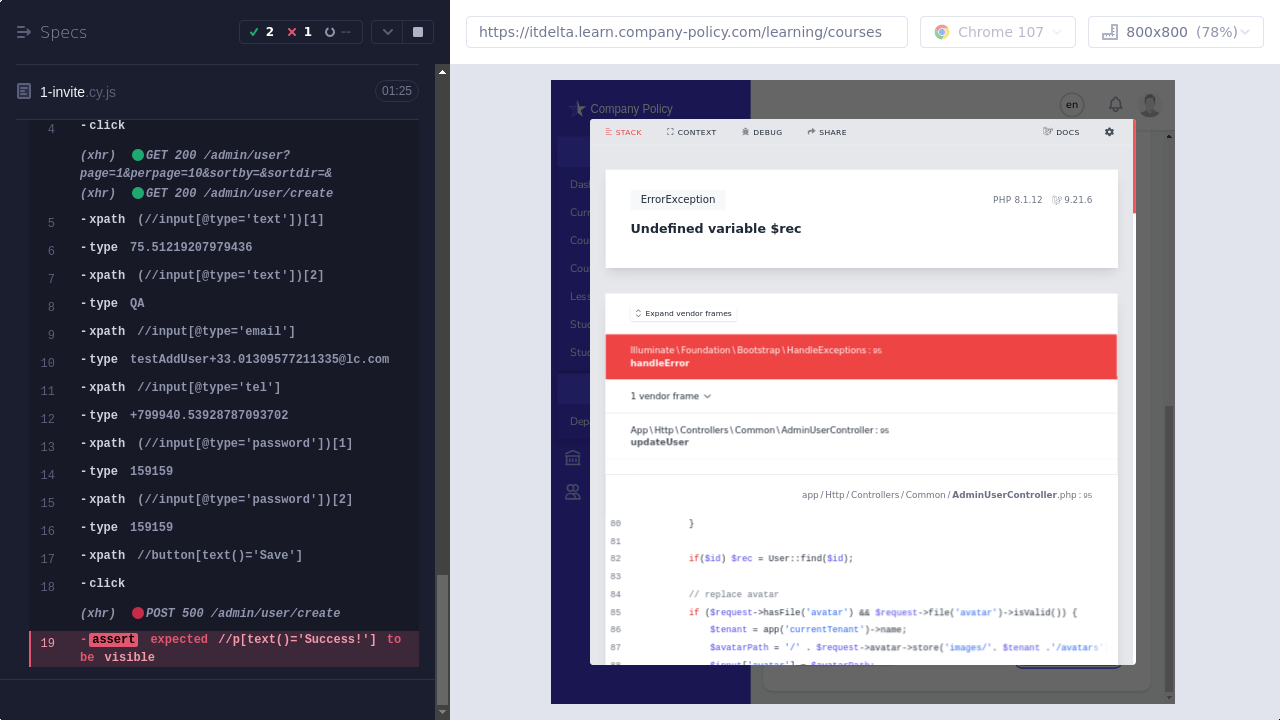 Specs
2
1
--
1-invite.cy.js
01:25
4 -click
(xhr) GET 200 /admin/user?
page=1&perpage=10&sortby=&sortdir=&
(xhr) GET 200 /admin/user/create
5 -xpath (//input[@type='text'])[1]
6 -type 75.51219207979436
7 -xpath (//input[@type='text'])[2]
8 -type QA
9 -xpath //input[@type='email']
10 -type testAddUser+33.01309577211335@lc.com
11 -xpath //input[@type='tel']
12 -type +799940.53928787093702
13 -xpath (//input[@type='password'])[1]
14 -type 159159
15 -xpath (//input[@type='password'])[2]
16 -type 159159
17 -xpath //button[text()='Save']
18 -click
(xhr) POST 500 /admin/user/create
19 -assert expected //p[text()='Success!'] to
be visible
https://itdelta.learn.company-policy.com/learning/courses
Chrome 107
800x800 (78%)
Company Policy
en
Das
Curr
Cou
Cou
Les
Stud
Stud
Dep
STACK
CONTEXT
DEBUG
SHARE
DOCS
ErrorException
PHP 8.1.12
9.21.6
Undefined variable $rec
Expand vendor frames
Illuminate\Foundation\Bootstrap\HandleExceptions:95
handleError
1 vendor frame
App\Http\Controllers\Common\AdminUserController:95
updateUser
app/Http/Controllers/Common/AdminUserController.php:95
80 }
81
82 if($id) $rec = User::find($id);
83
84 // replace avatar
85 if ($request->hasFile('avatar') && $request->file('avatar')->isValid()) {
86 $tenant = app('currentTenant')->name;
87 $avatarPath = '/' . $request->avatar->store('images/'. $tenant .'/avatars'
88 $input['avatar'] = $avatarPath;